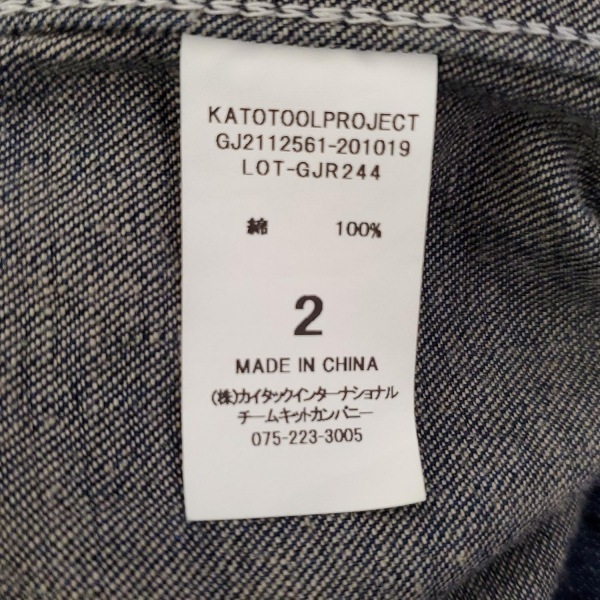 KATOTOOLPROJECT
GJ2112561-201019
LOT-GJR244
綿 100%
2
MADE IN CHINA
(株)カイタックインターナショナル
チームキットカンパニー
075-223-3005